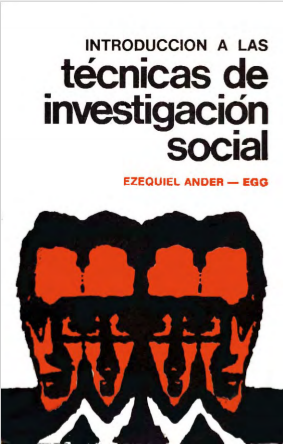 INTRODUCCION A LAS
técnicas de
investigación
social
EZEQUIEL ANDER — EGG